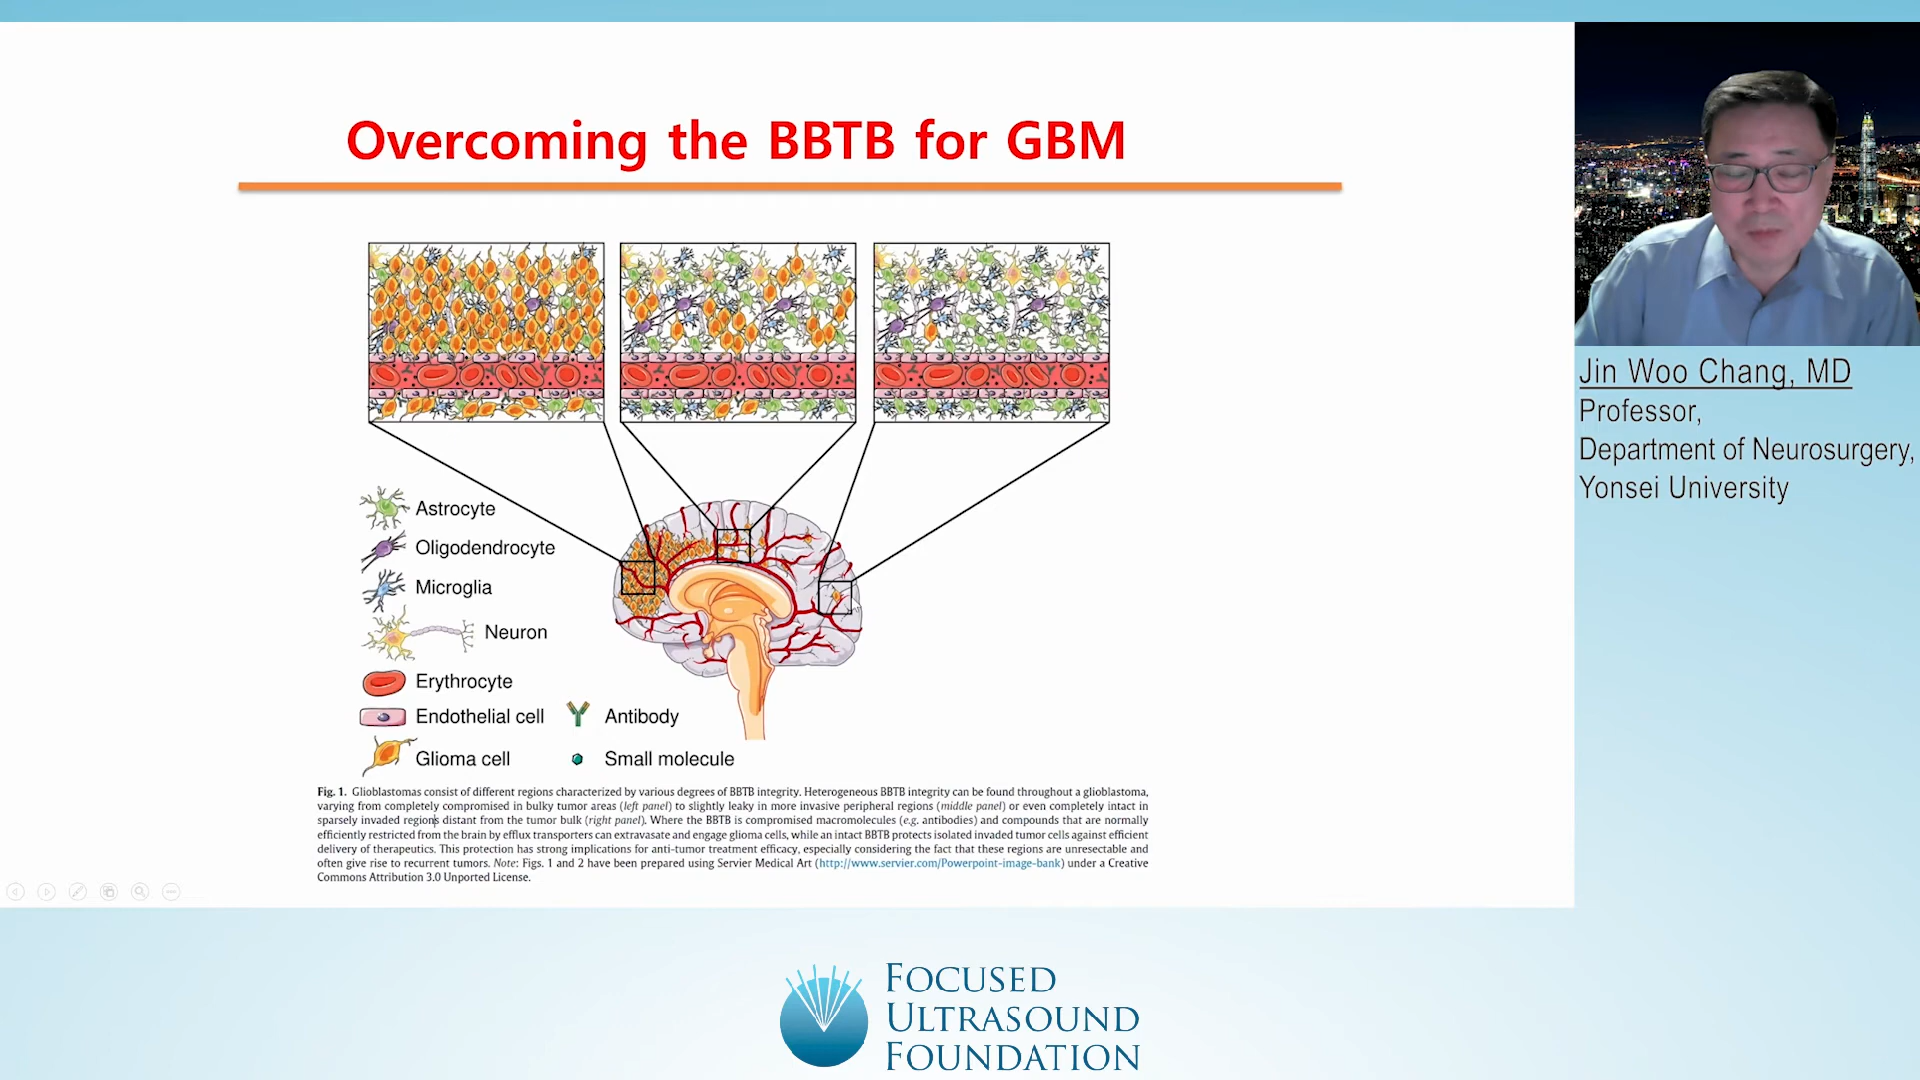 Overcoming the BBTB for GBM
Astrocyte
Oligodendrocyte
Microglia
Neuron
Erythrocyte
Endothelial cell
Antibody
Glioma cell
Small molecule
Fig. 1. Glioblastomas consist of different regions characterized by various degrees of BBTB integrity. Heterogeneous BBTB integrity can be found throughout a glioblastoma,
varying from completely compromised in bulky tumor areas (left panel) to slightly leaky in more invasive peripheral regions (middle panel) or even completely intact in
sparsely invaded regions distant from the tumor bulk (right panel). Where the BBTB is compromised macromolecules (e.g. antibodies) and compounds that are normally
efficiently restricted from the brain by efflux transporters can extravasate and engage glioma cells, while an intact BBTB protects isolated invaded tumor cells against efficient
delivery of therapeutics. This protection has strong implications for anti-tumor treatment efficacy, especially considering the fact that these regions are unresectable and
often give rise to recurrent tumors. Note: Figs. 1 and 2 have been prepared using Servier Medical Art (http://www.servier.com/Powerpoint-image-bank) under a Creative
Commons Attribution 3.0 Unported License.
Jin Woo Chang, MD
Professor,
Department of Neurosurgery,
Yonsei University
FOCUSED
ULTRASOUND
FOUNDATION